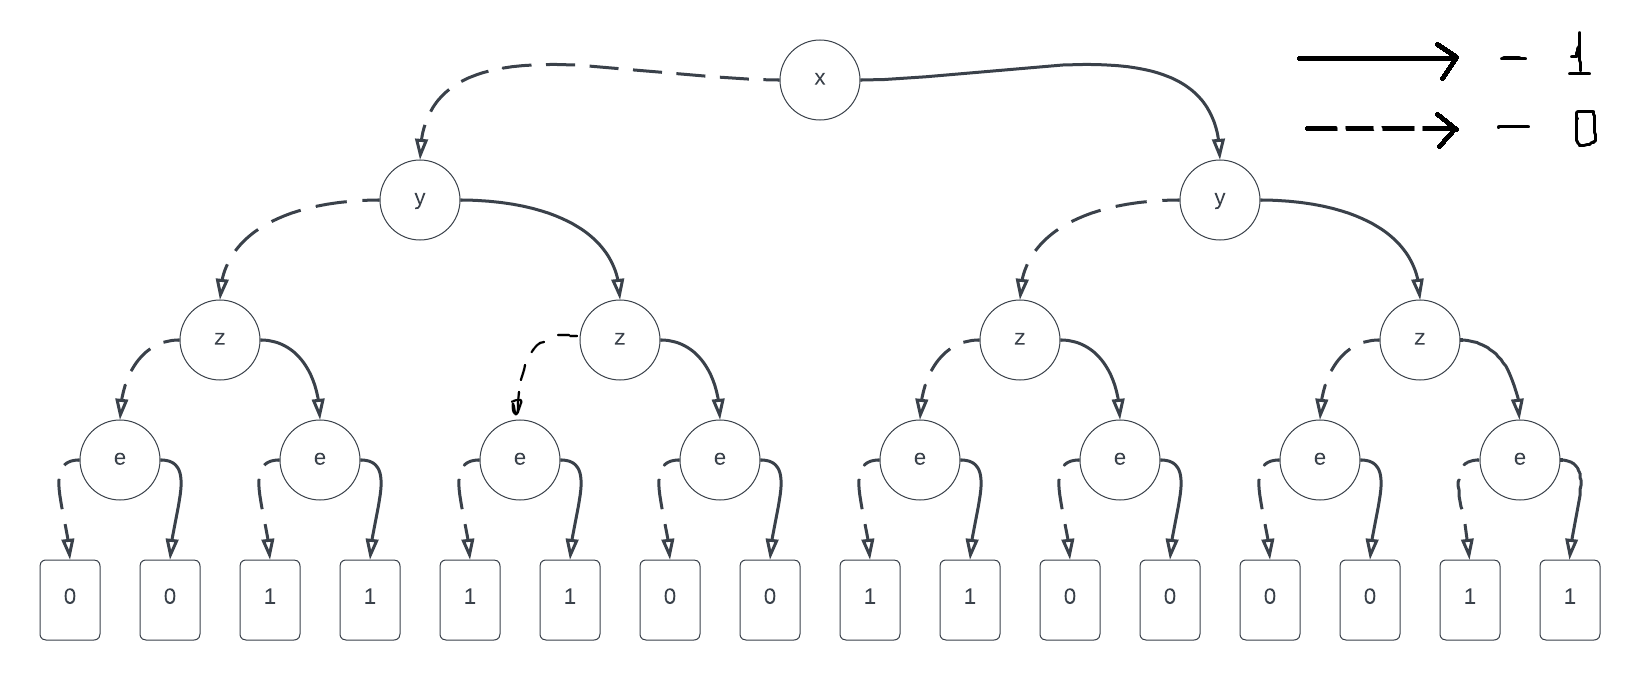 x
— 1
— 0
y y
z z z z
e e e e e e e e
0 0 1 1 1 1 0 0 1 1 0 0 0 0 1 1